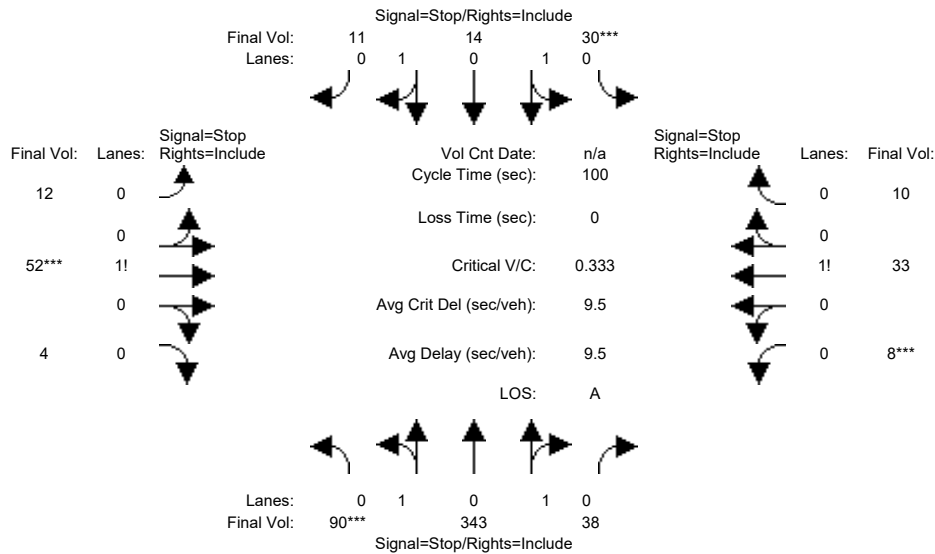 Signal=Stop/Rights=Include
Final Vol: 11 14 30***
Lanes: 0 1 0 1 0
Signal=Stop Signal=Stop
Final Vol: Lanes: Rights=Include Vol Cnt Date: n/a Rights=Include Lanes: Final Vol:
Cycle Time (sec): 100
12 0 0 10
Loss Time (sec): 0
0 0
52*** 1! Critical V/C: 0.333 1! 33
0 Avg Crit Del (sec/veh): 9.5 0
4 0 Avg Delay (sec/veh): 9.5 0 8***
LOS: A
Lanes: 0 1 0 1 0
Final Vol: 90*** 343 38
Signal=Stop/Rights=Include